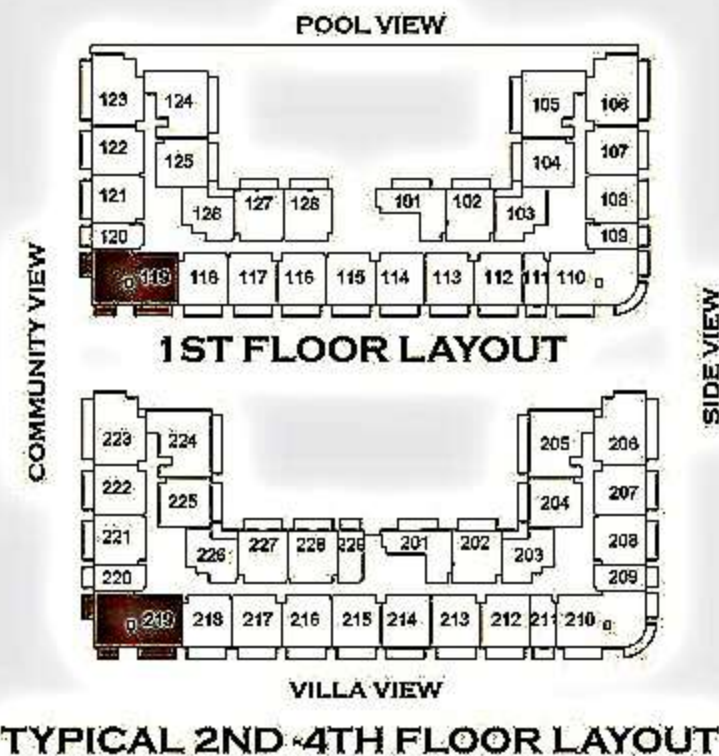 POOL VIEW
123 124 105 106
122 125 104 107
121 126 127 128 101 102 103 108
120 109
119 118 117 116 115 114 113 112 111 110
1ST FLOOR LAYOUT
COMMUNITY VIEW
SIDE VIEW
223 224 205 206
222 225 204 207
221 226 227 228 229 201 202 203 208
220 209
219 218 217 216 215 214 213 212 211 210
VILLA VIEW
TYPICAL 2ND -4TH FLOOR LAYOUT